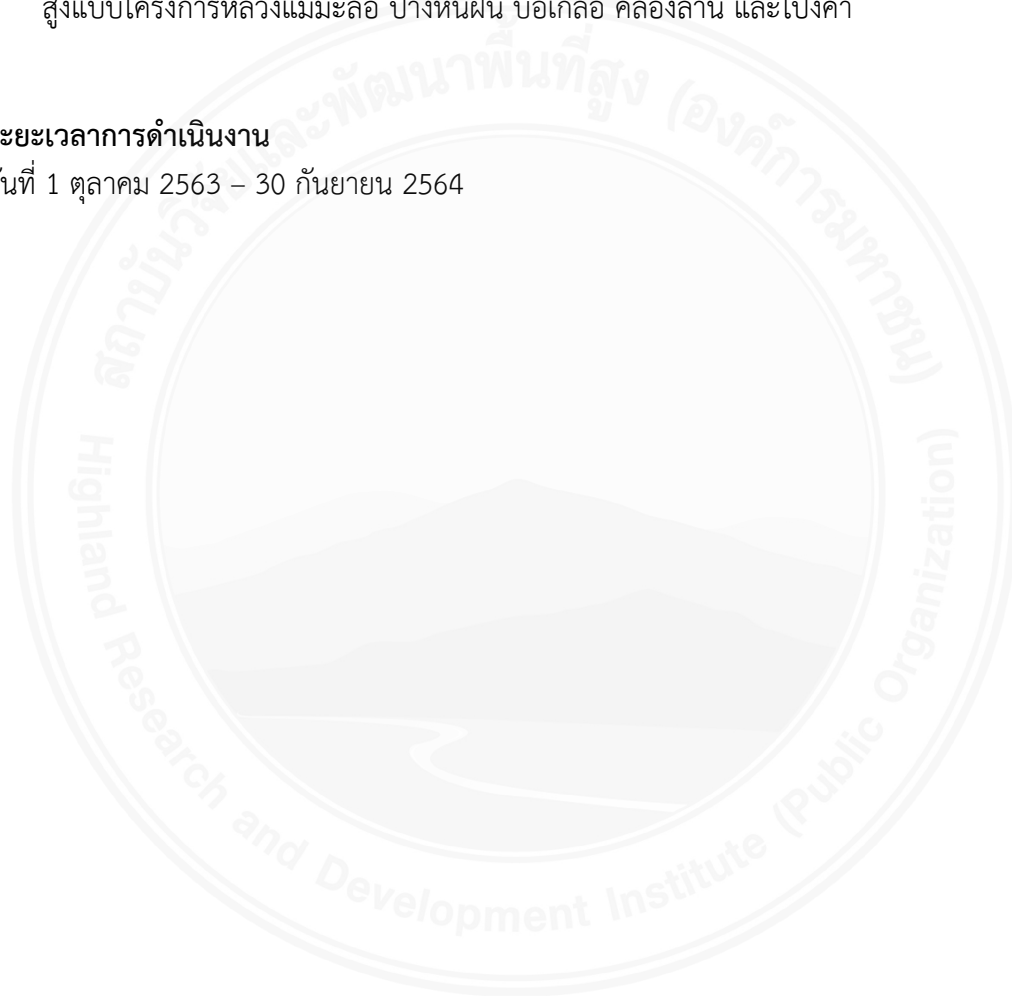 สูงแบบโครงการหลวงแม่มะลอ ปางหินฝน บ่อเกลือ คลองลาน และโป่งคำ
ะยะเวลาการดำเนินงาน
ันที่ 1 ตุลาคม 2563 – 30 กันยายน 2564
สถาบันวิจัยและพัฒนาพื้นที่สูง (องค์การมหาชน)
Highland Research and Development Institute (Public Organization)